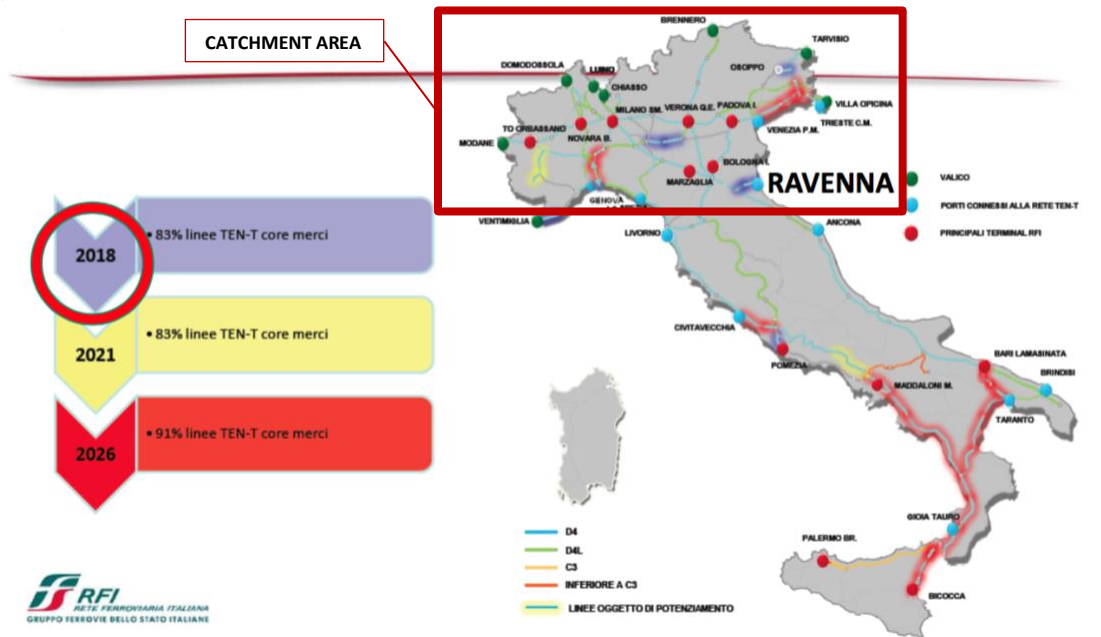 CATCHMENT AREA
BRENNERO
TARVISIO
DOMODOSSOLA
LUINO
OSOPPO
CHIASSO
VILLA OPICINA
MILANO SM.
VERONA Q.E.
PADOVA I.
TRIESTE C.M.
TO ORBASSANO
NOVARA B.
VENEZIA P.M.
MODANE
BOLOGNA I.
MARZAGLIA
RAVENNA
GENOVA
VENTIMIGLIA
LIVORNO
ANCONA
VALICO
PORTI CONNESSI ALLA RETE TEN-T
PRINCIPALI TERMINAL RFI
2018
• 83% linee TEN-T core merci
2021
• 83% linee TEN-T core merci
2026
• 91% linee TEN-T core merci
CIVITAVECCHIA
POMEZIA
BARI LAMASINATA
BRINDISI
MADDALONI M.
TARANTO
GIOIA TAURO
PALERMO BR.
BICOCCA
D4
D4L
C3
INFERIORE A C3
LINEE OGGETTO DI POTENZIAMENTO
RFI
RETE FERROVIARIA ITALIANA
GRUPPO FERROVIE DELLO STATO ITALIANE